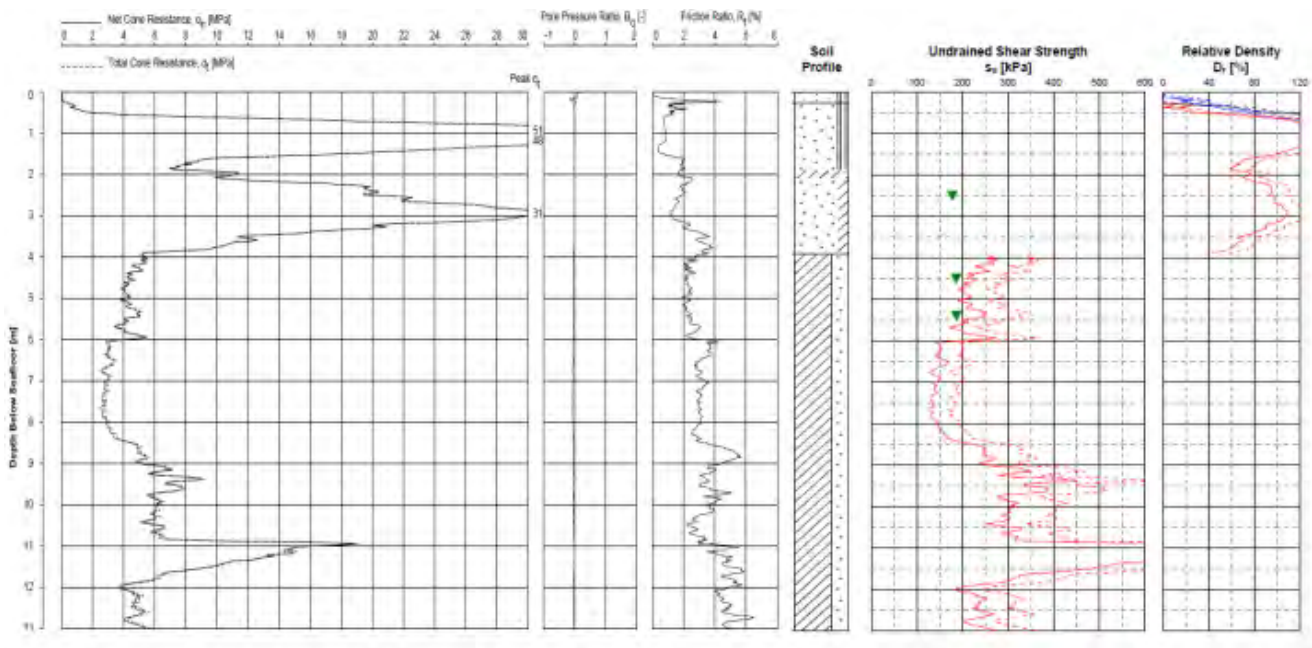 Net Cone Resistance, qn [MPa]
Pore Pressure Ratio, Bq [-]
Friction Ratio, Rf [%]
0 2 4 6 8 10 12 14 16 18 20 22 24 26 28 30
-1 0 1 2
0 2 4 6 8
Total Cone Resistance, qt [MPa]
Peak qt
Soil
Profile
Undrained Shear Strength
su [kPa]
Relative Density
Dr [%]
0 200 300 400 500 600
0 40 80 120
0
51
1
48
2
31
3
4
5
6
7
8
9
10
11
12
Depth Below Seafloor [m]